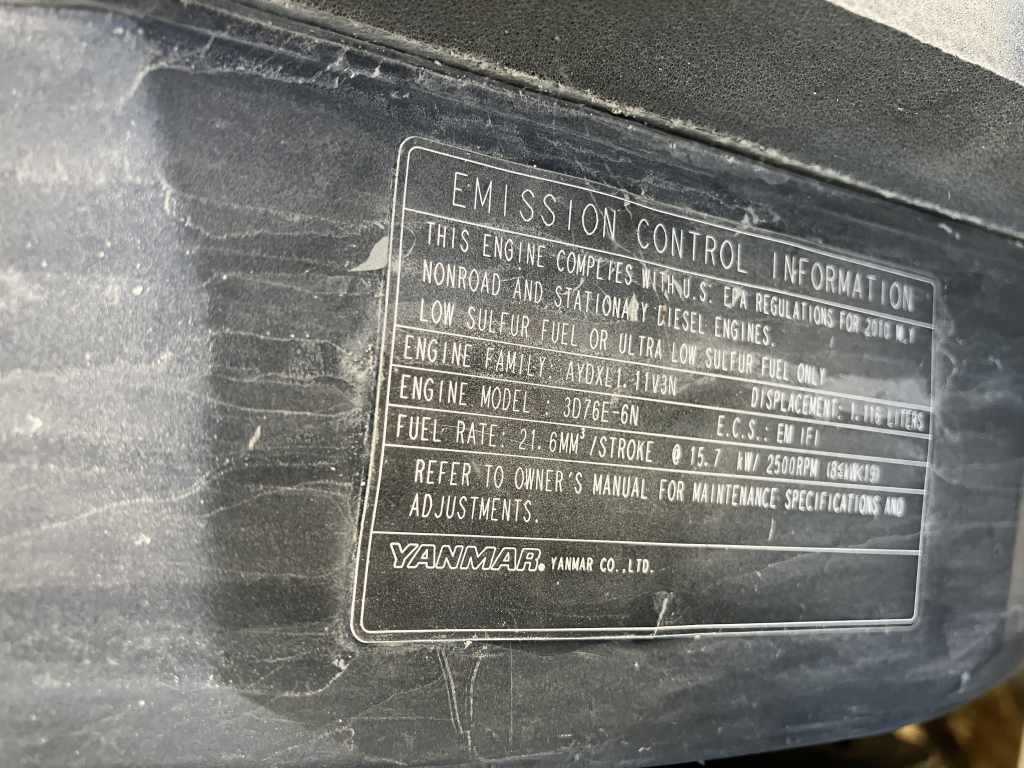 EMISSION CONTROL INFORMATION
THIS ENGINE COMPLIES WITH U.S. EPA REGULATIONS FOR 2010 M.Y
NONROAD AND STATIONARY DIESEL ENGINES.
LOW SULFUR FUEL OR ULTRA LOW SULFUR FUEL ONLY
ENGINE FAMILY: AYDXL1.11V3N DISPLACEMENT: 1.116 LITERS
ENGINE MODEL : 3D76E-6N E.C.S.: EM IFI
FUEL RATE: 21.6MM³/STROKE @ 15.7 kW/ 2500RPM (8≤kW<19)
REFER TO OWNER'S MANUAL FOR MAINTENANCE SPECIFICATIONS AND
ADJUSTMENTS.
YANMAR. YANMAR CO.,LTD.